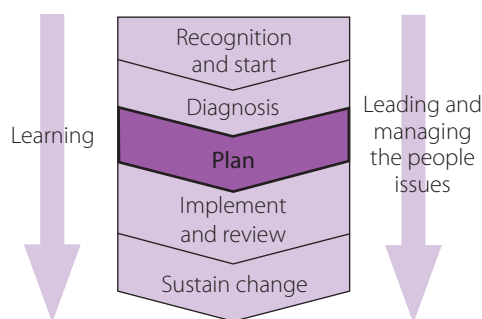 Recognition
and start
Diagnosis
Plan
Implement
and review
Sustain change
Learning
Leading and
managing
the people
issues